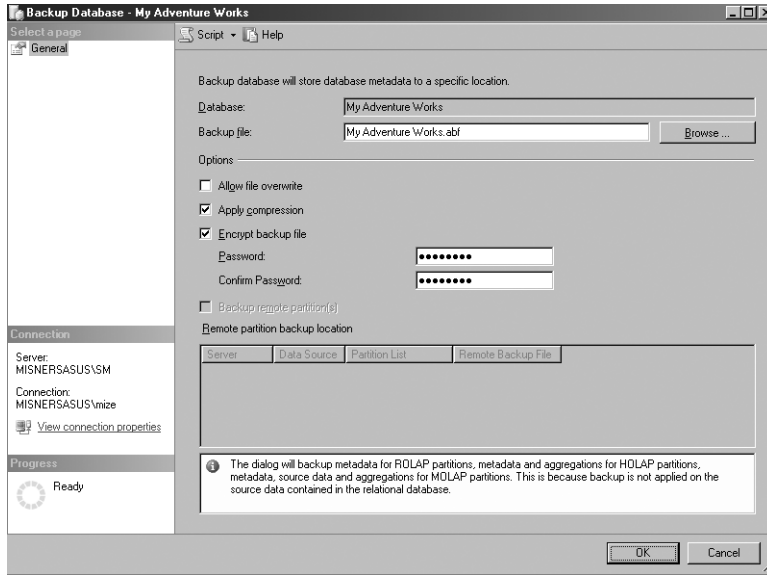 Backup Database - My Adventure Works
Select a page
General
Script Help
Backup database will store database metadata to a specific location.
Database: My Adventure Works
Backup file: My Adventure Works.abf Browse ...
Options
Allow file overwrite
Apply compression
Encrypt backup file
Password: ●●●●●●●●
Confirm Password: ●●●●●●●●
Backup remote partition(s)
Remote partition backup location
Server Data Source Partition List Remote Backup File
Connection
Server:
MISNERSASUS\SM
Connection:
MISNERSASUS\mize
View connection properties
Progress
Ready
The dialog will backup metadata for ROLAP partitions, metadata and aggregations for HOLAP partitions,
metadata, source data and aggregations for MOLAP partitions. This is because backup is not applied on the
source data contained in the relational database.
OK Cancel